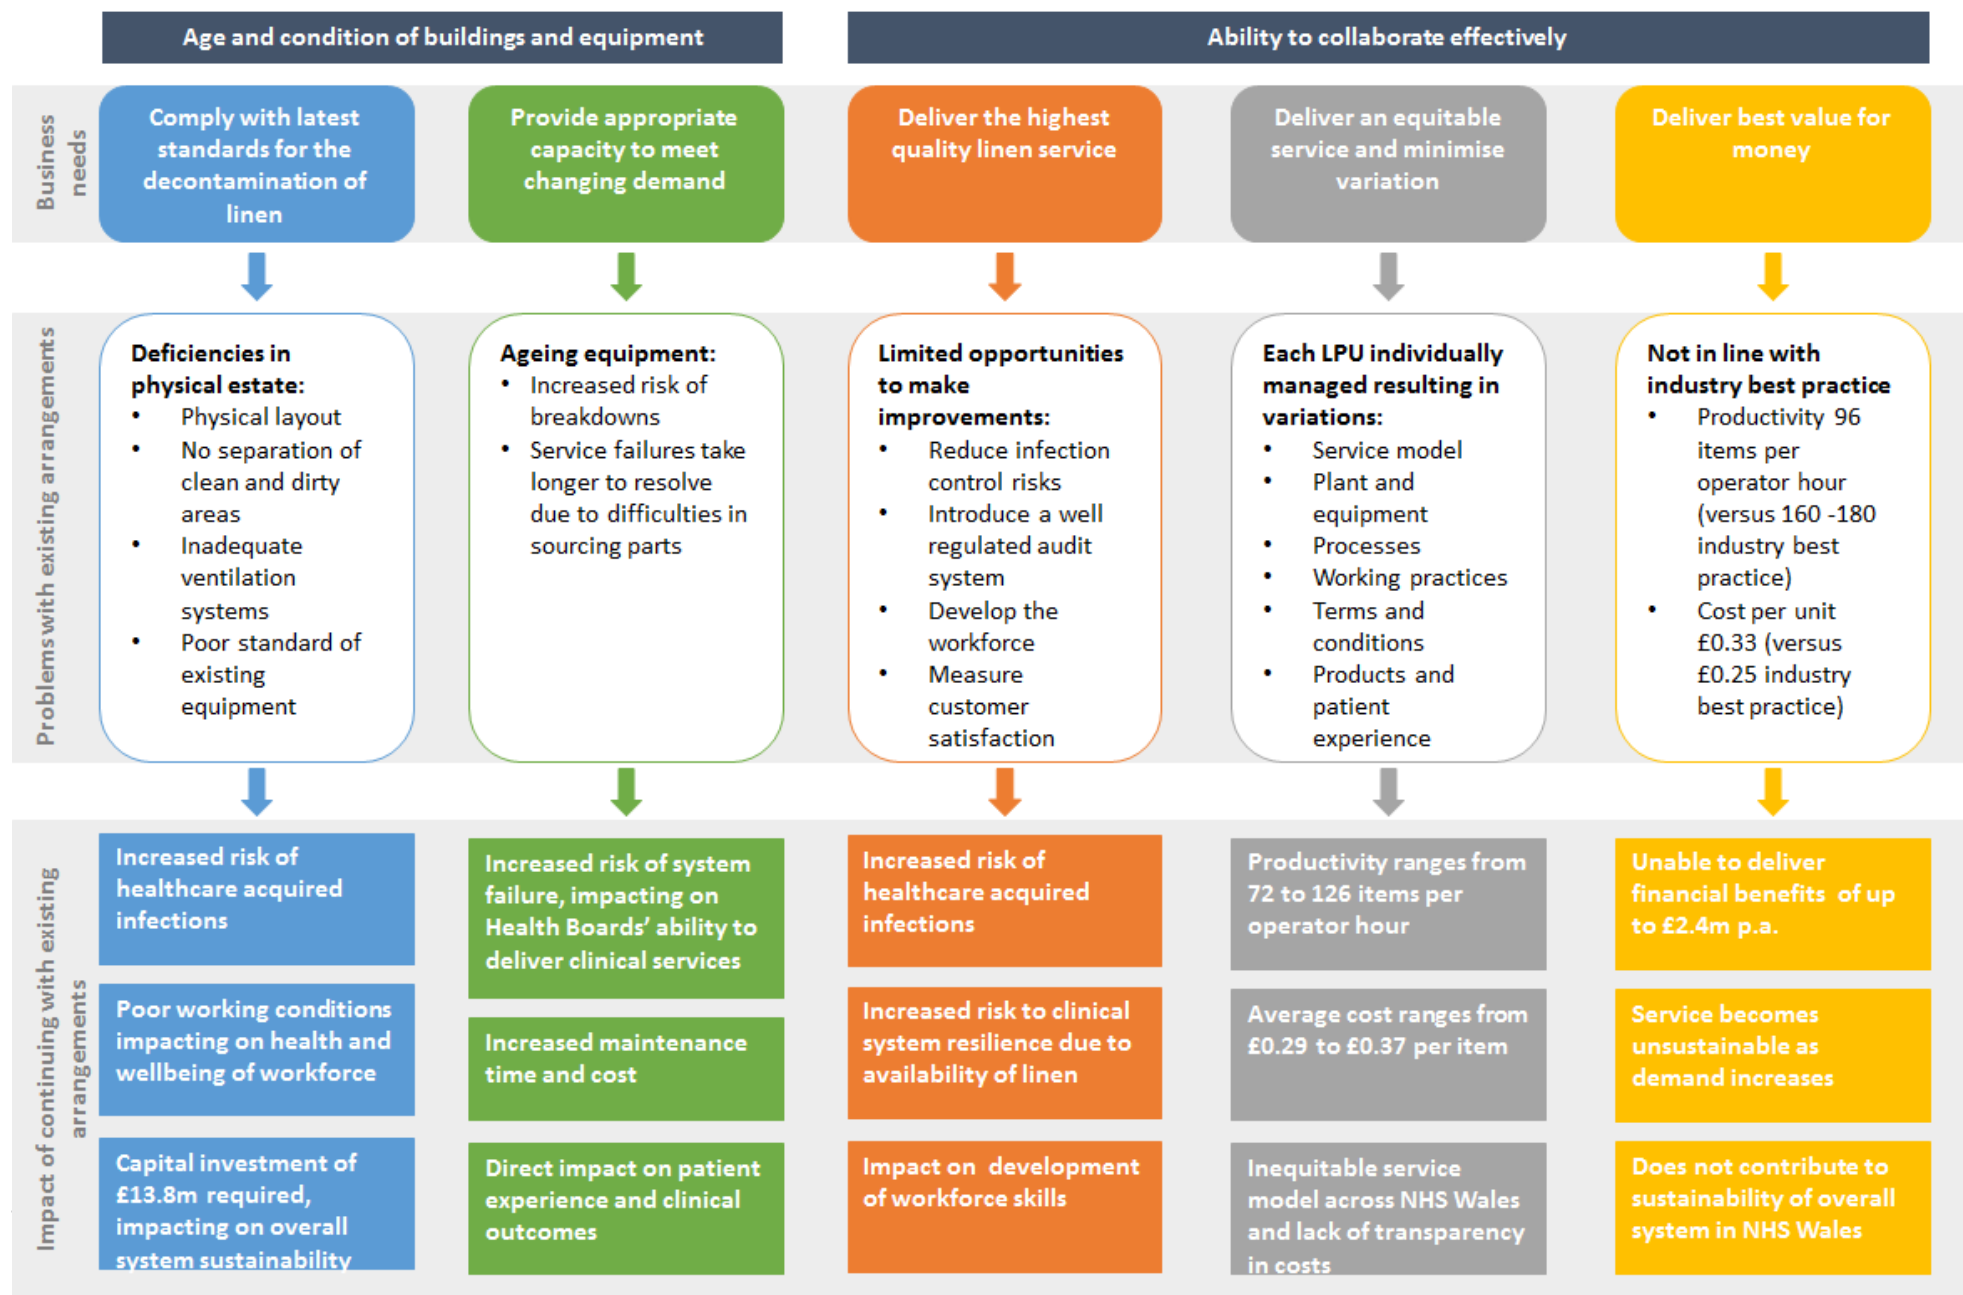 Age and condition of buildings and equipment
Ability to collaborate effectively
Business
needs
Comply with latest
standards for the
decontamination of
linen
Provide appropriate
capacity to meet
changing demand
Deliver the highest
quality linen service
Deliver an equitable
service and minimise
variation
Deliver best value for
money
Problems with existing arrangements
Deficiencies in
physical estate:
• Physical layout
• No separation of
clean and dirty
areas
• Inadequate
ventilation
systems
• Poor standard of
existing
equipment
Ageing equipment:
• Increased risk of
breakdowns
• Service failures take
longer to resolve
due to difficulties in
sourcing parts
Limited opportunities
to make
improvements:
• Reduce infection
control risks
• Introduce a well
regulated audit
system
• Develop the
workforce
• Measure
customer
satisfaction
Each LPU individually
managed resulting in
variations:
• Service model
• Plant and
equipment
• Processes
• Working practices
• Terms and
conditions
• Products and
patient
experience
Not in line with
industry best practice
• Productivity 96
items per
operator hour
(versus 160 -180
industry best
practice)
• Cost per unit
£0.33 (versus
£0.25 industry
best practice)
Impact of continuing with existing
arrangements
Increased risk of
healthcare acquired
infections
Poor working conditions
impacting on health and
wellbeing of workforce
Capital investment of
£13.8m required,
impacting on overall
system sustainability
Increased risk of system
failure, impacting on
Health Boards' ability to
deliver clinical services
Increased maintenance
time and cost
Direct impact on patient
experience and clinical
outcomes
Increased risk of
healthcare acquired
infections
Increased risk to clinical
system resilience due to
availability of linen
Impact on development
of workforce skills
Productivity ranges from
72 to 126 items per
operator hour
Average cost ranges from
£0.29 to £0.37 per item
Inequitable service
model across NHS Wales
and lack of transparency
in costs
Unable to deliver
financial benefits of up
to £2.4m p.a.
Service becomes
unsustainable as
demand increases
Does not contribute to
sustainability of overall
system in NHS Wales